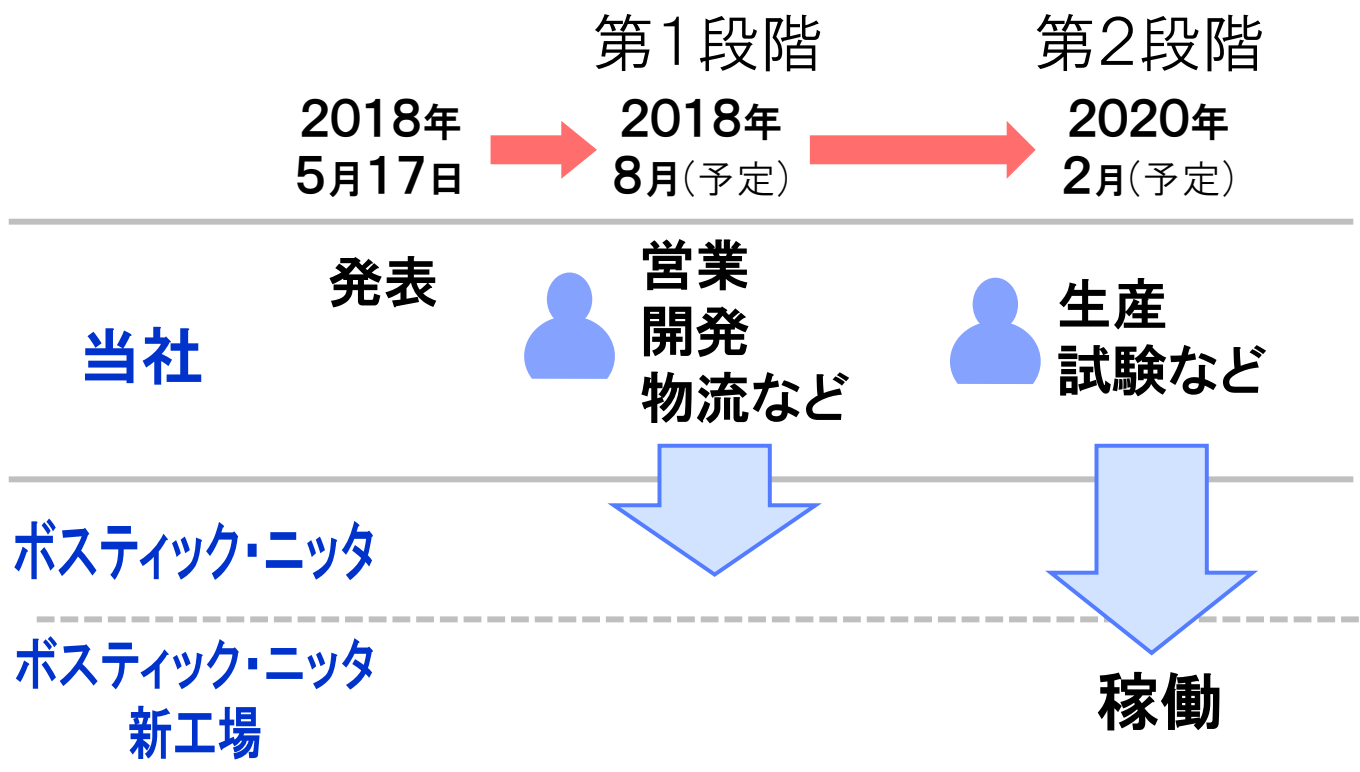 第1段階
第2段階
2018年
5月17日
2018年
8月(予定)
2020年
2月(予定)
当社
発表
営業
開発
物流など
生産
試験など
ボスティック・ニッタ
ボスティック・ニッタ
新工場
稼働